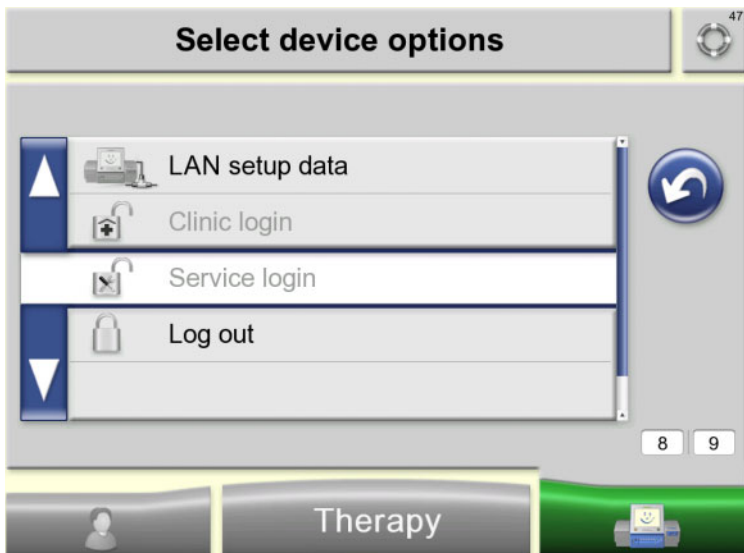 Select device options
47
LAN setup data
Clinic login
Service login
Log out
8 9
Therapy